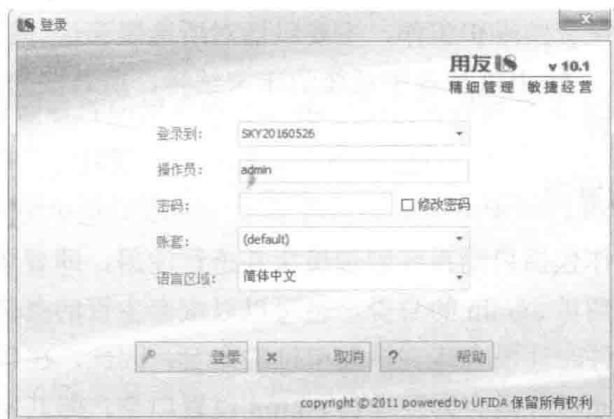 登录
用友U8 v 10.1
精细管理 敏捷经营
登录到: SKY20160526
操作员: admin
密码: 修改密码
账套: (default)
语言区域: 简体中文
登录 取消 ? 帮助
copyright © 2011 powered by UFIDA 保留所有权利